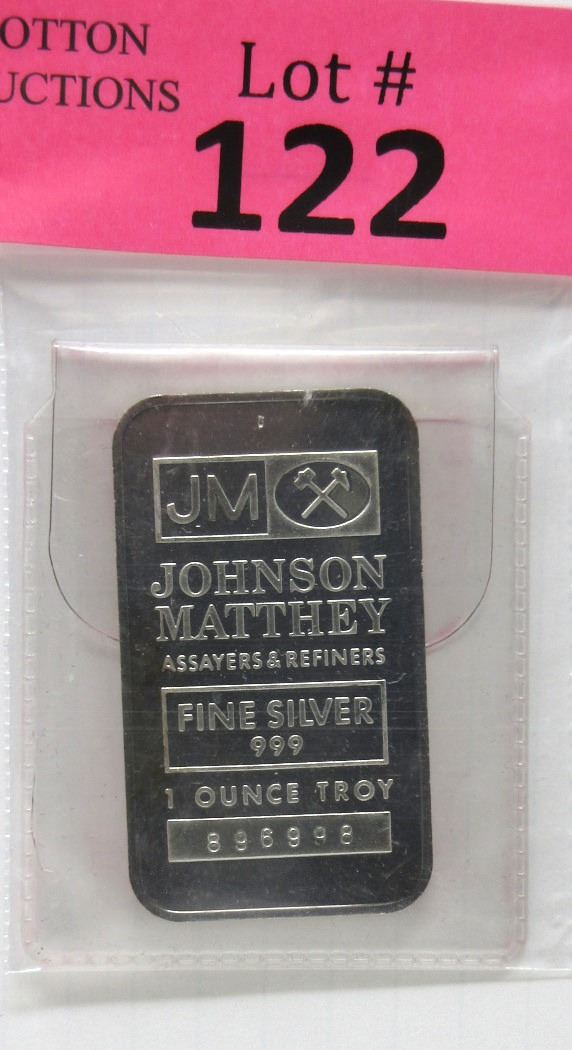 OTTON
UCTIONS
Lot #
122
JM
JOHNSON
MATTHEY
ASSAYERS & REFINERS
FINE SILVER
999
1 OUNCE TROY
896998